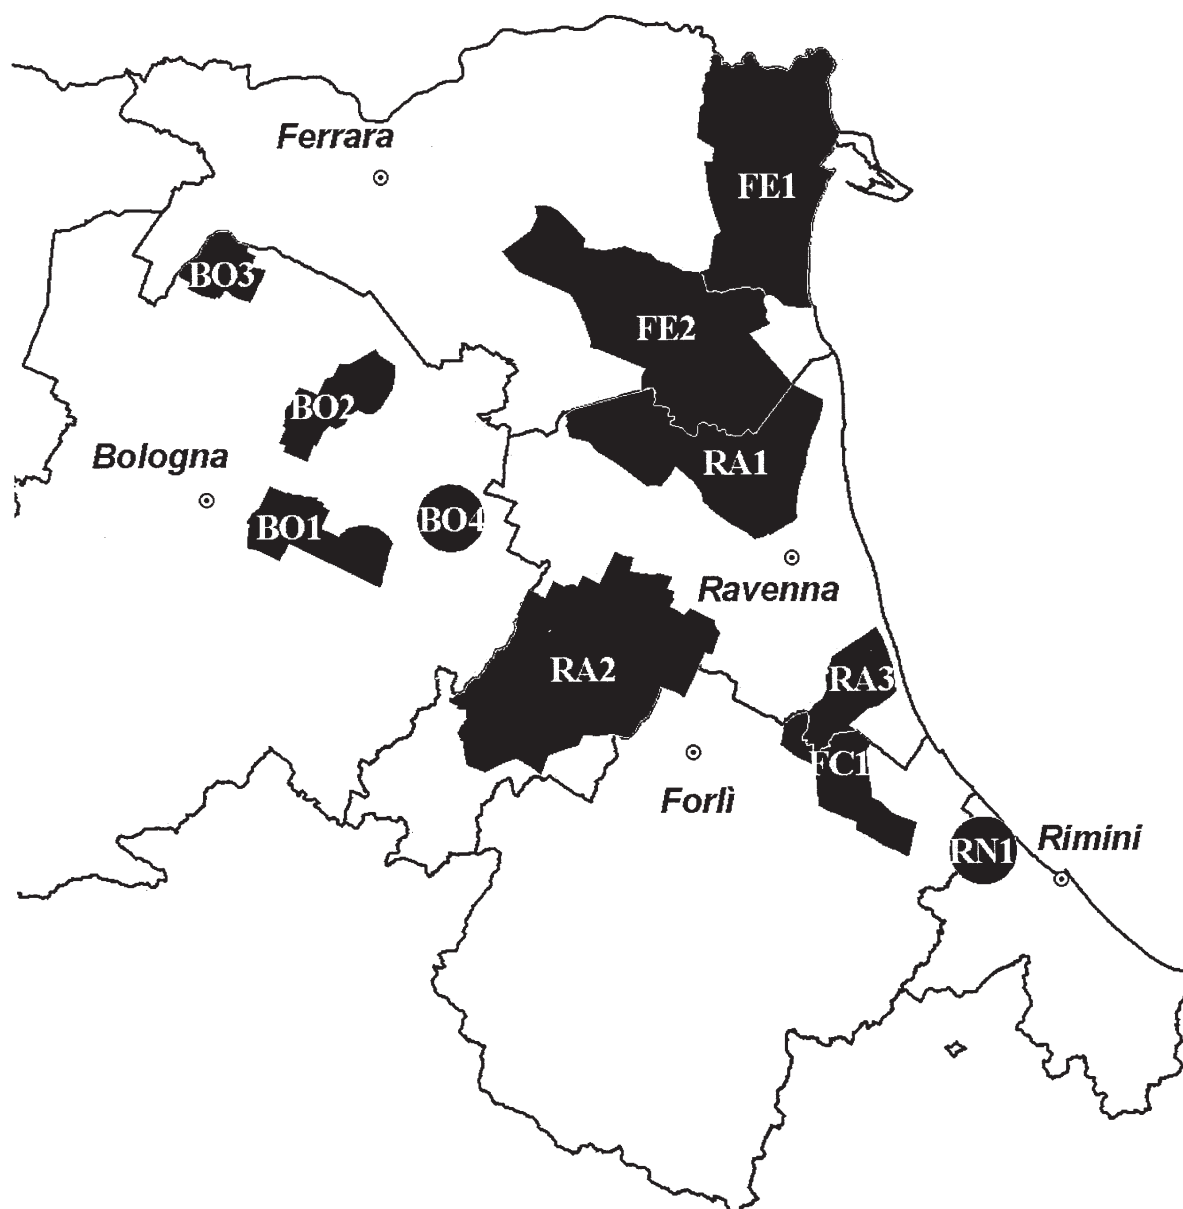 Ferrara
FE1
BO3
FE2
BO2
Bologna
RA1
BO4
BO1
Ravenna
RA2
RA3
FC1
Forlì
Rimini
RN1